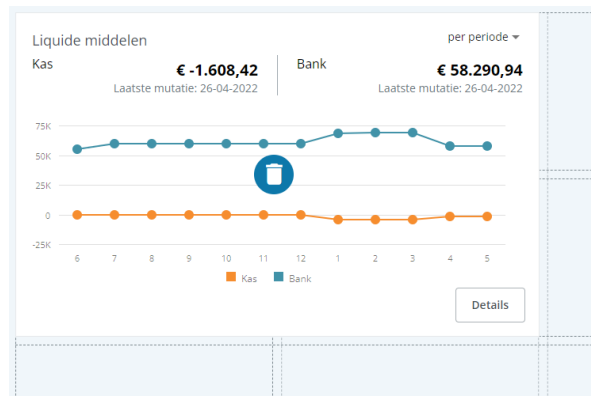 Liquide middelen
per periode
Kas
€ -1.608,42
Laatste mutatie: 26-04-2022
Bank
€ 58.290,94
Laatste mutatie: 26-04-2022
75K
50K
25K
0
-25K
6 7 8 9 10 11 12 1 2 3 4 5
Kas Bank
Details